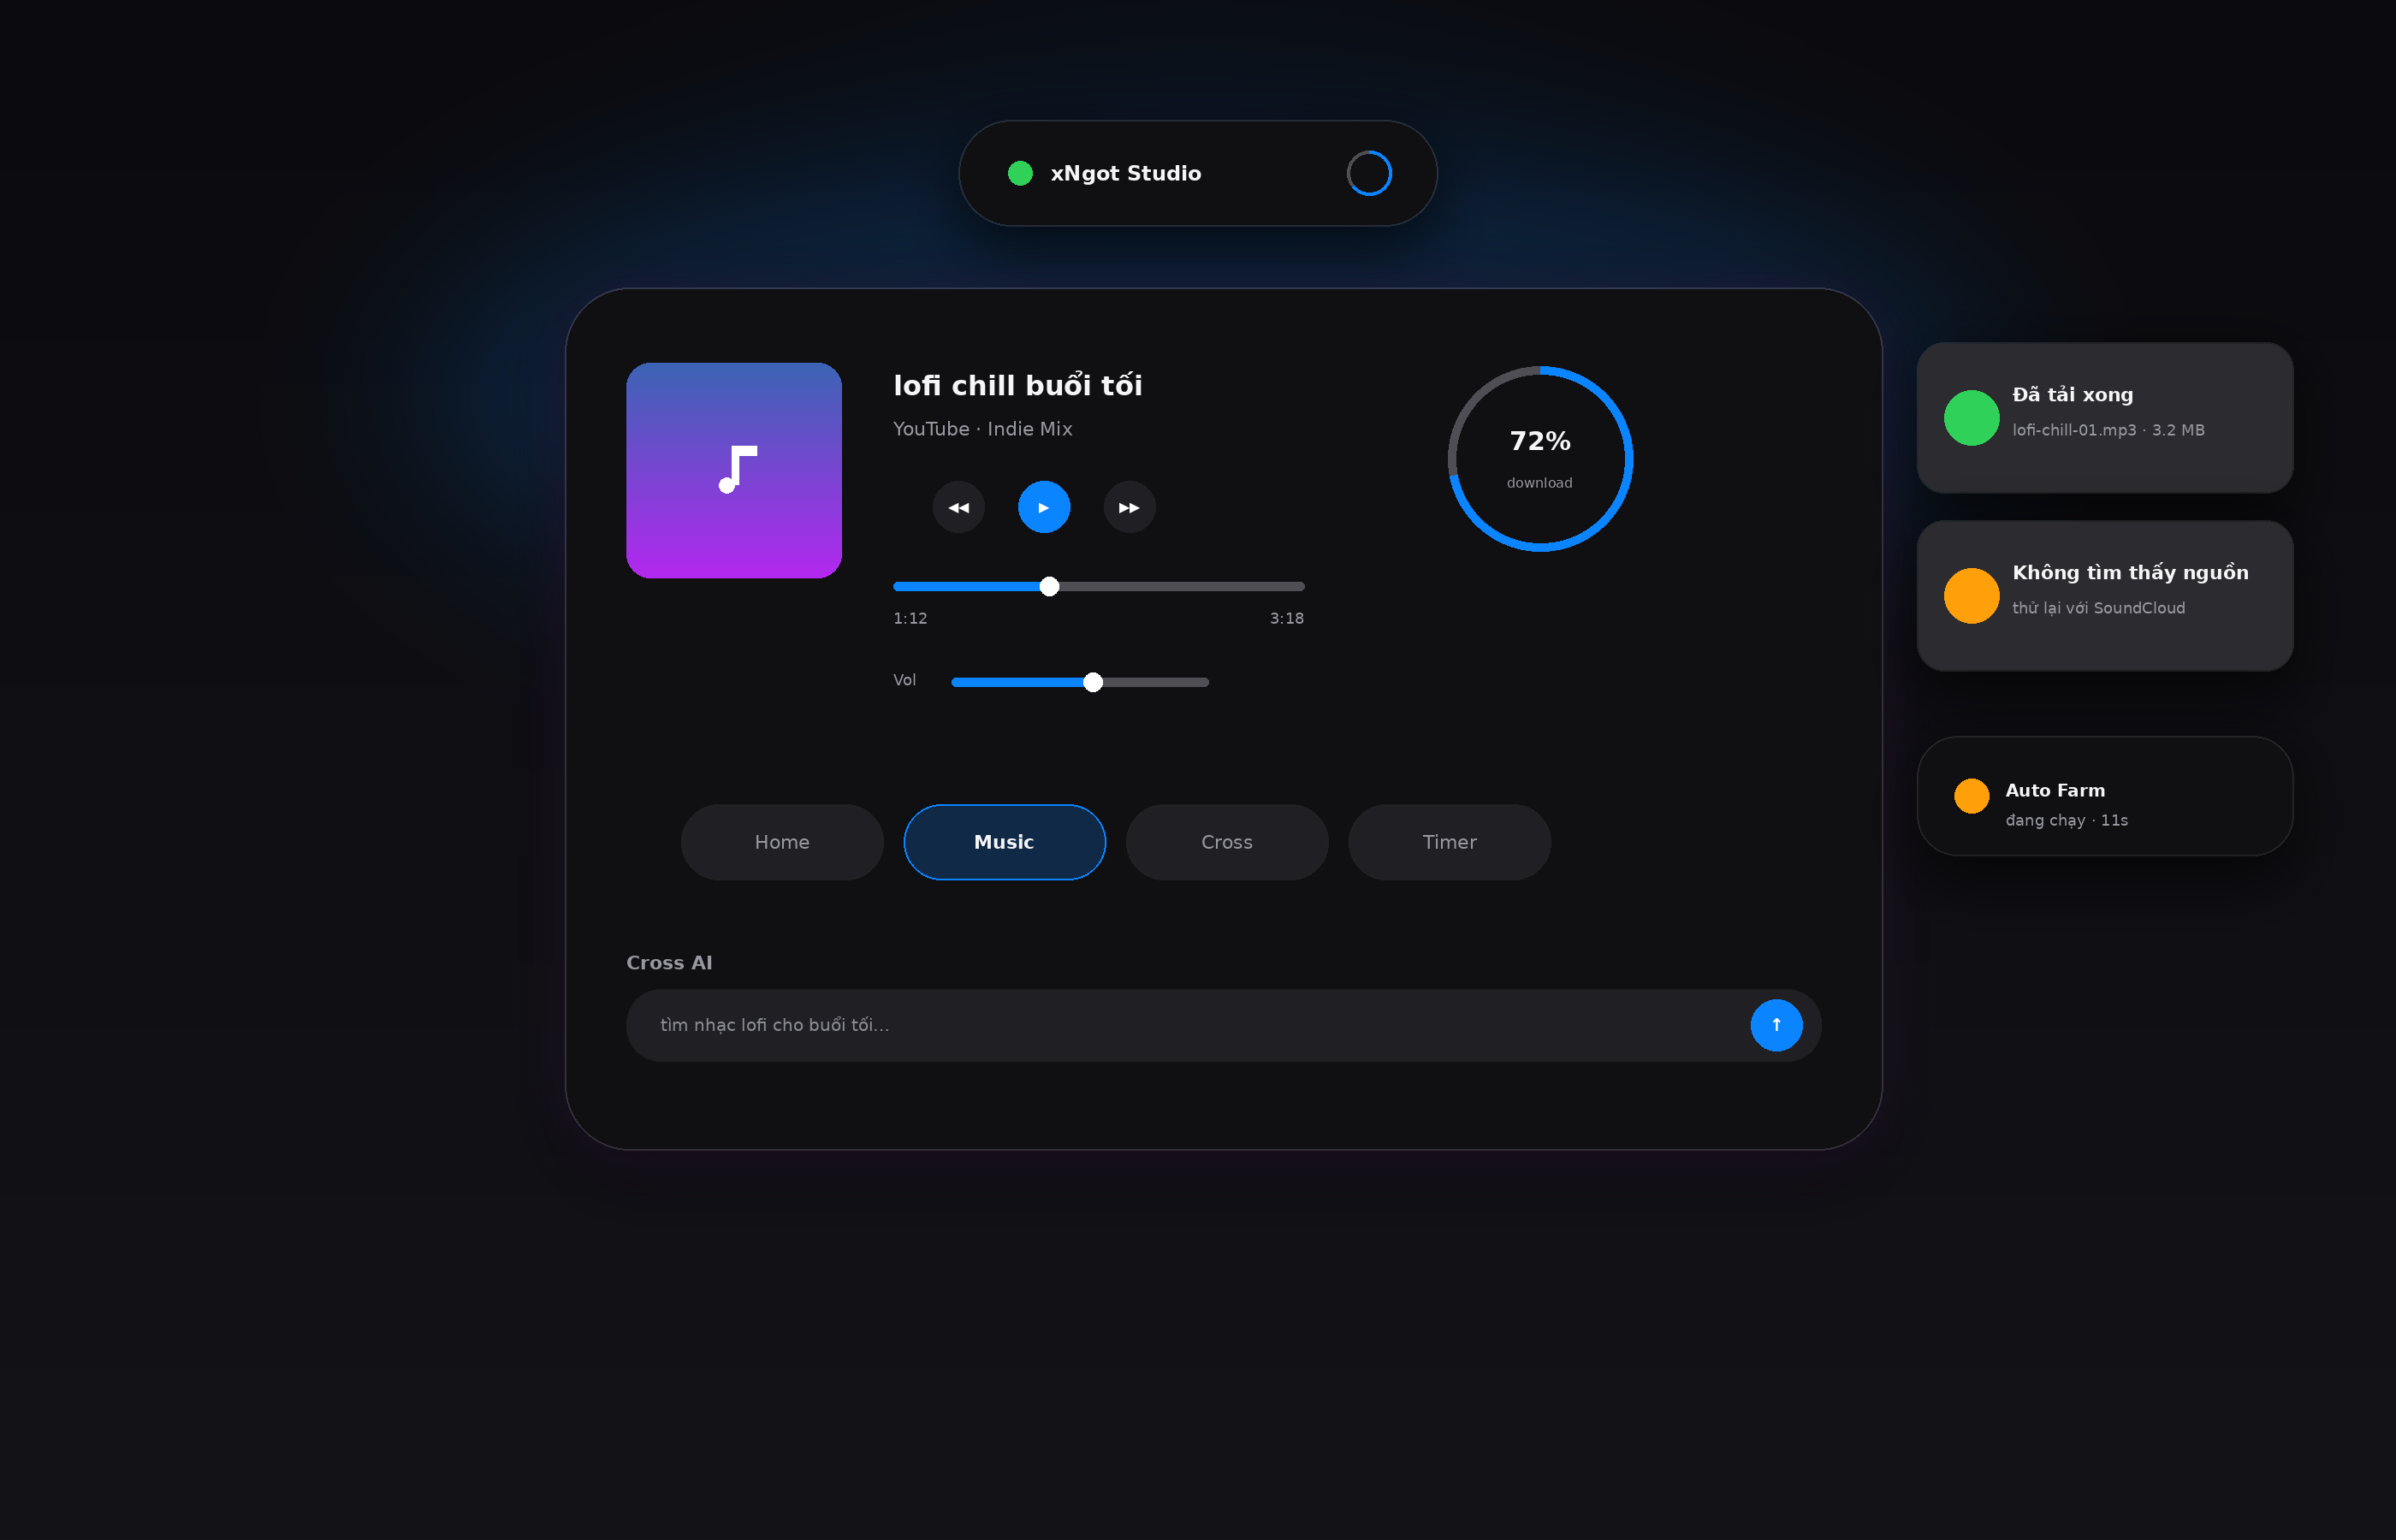 xNgot Studio
lofi chill buổi tối
YouTube · Indie Mix
1:12
3:18
Vol
72%
download
Home
Music
Cross
Timer
Cross AI
tìm nhạc lofi cho buổi tối...
↑
Đã tải xong
lofi-chill-01.mp3 · 3.2 MB
Không tìm thấy nguồn
thử lại với SoundCloud
Auto Farm
đang chạy · 11s